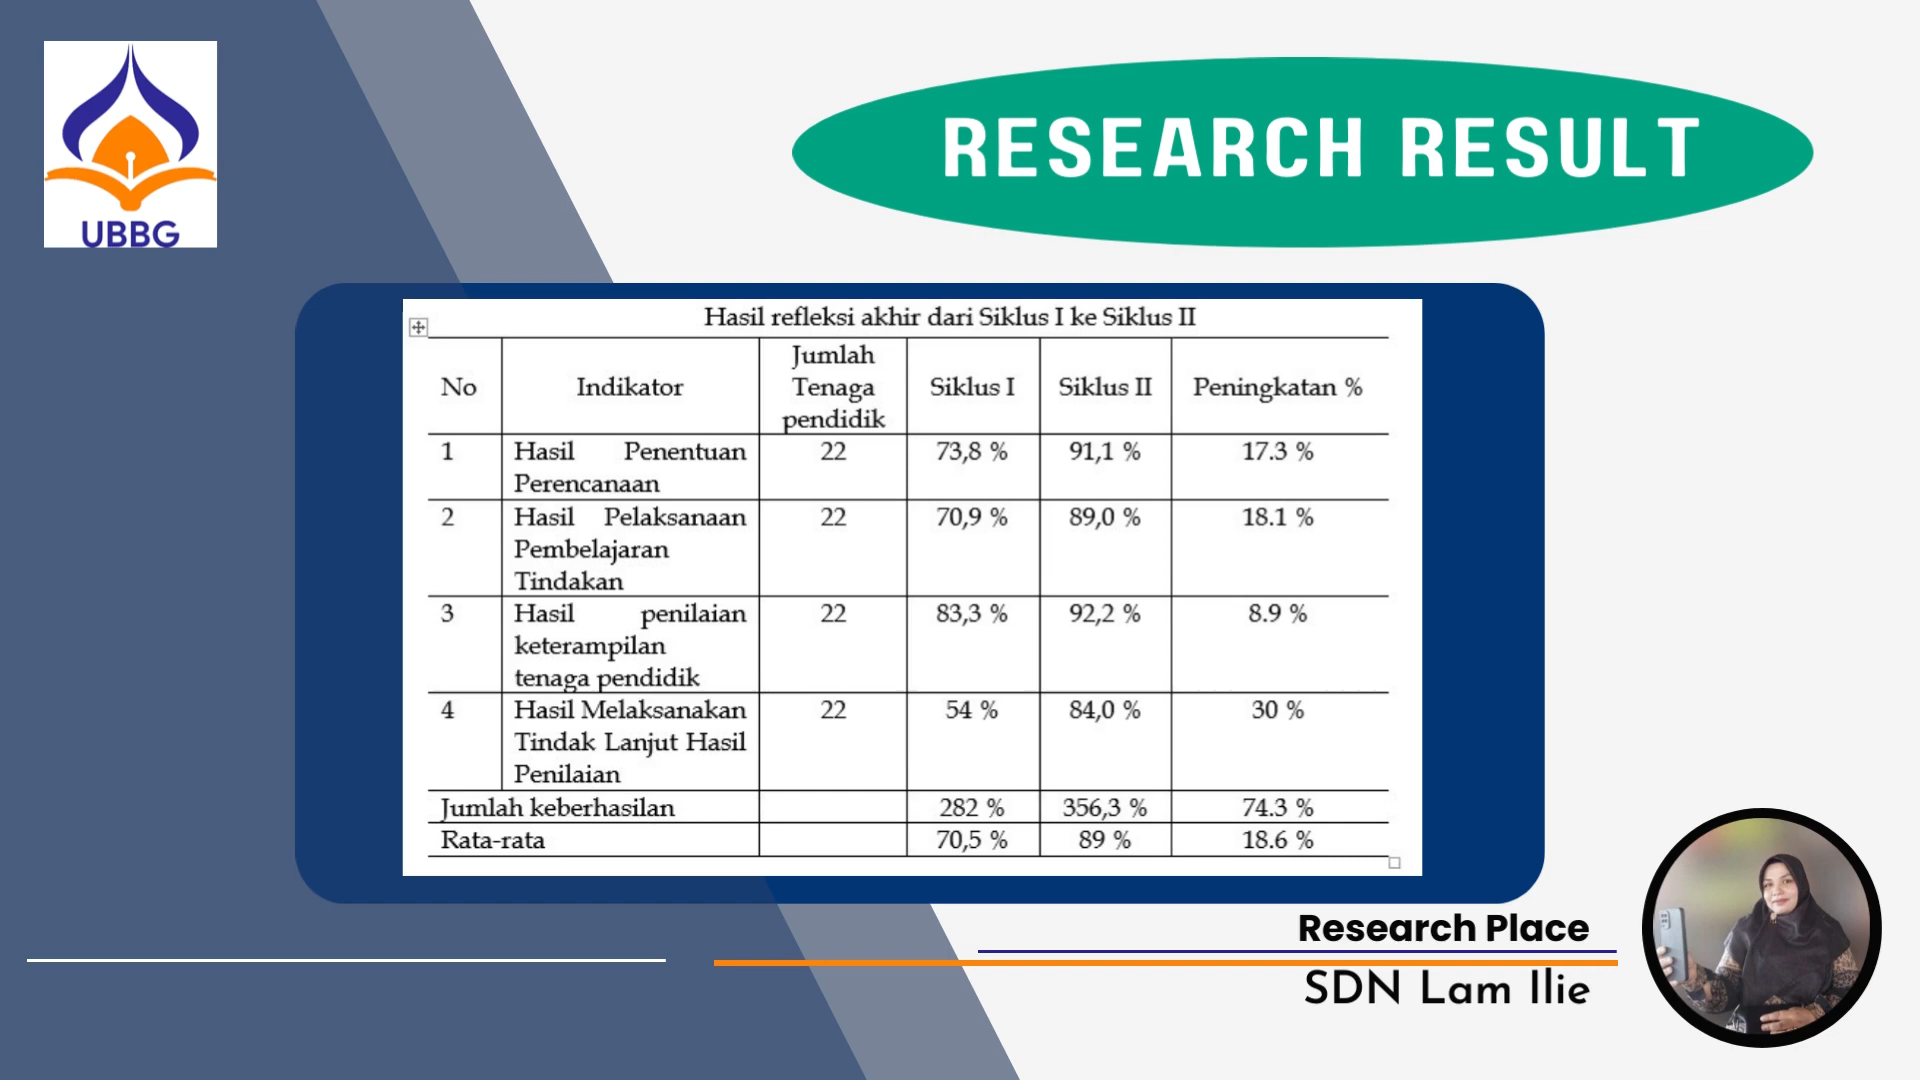 UBBG
RESEARCH RESULT
Hasil refleksi akhir dari Siklus I ke Siklus II
No Indikator Jumlah Tenaga pendidik Siklus I Siklus II Peningkatan %
1 Hasil Penentuan 22 73,8 % 91,1 % 17.3 %
Perencanaan
2 Hasil Pelaksanaan 22 70,9 % 89,0 % 18.1 %
Pembelajaran
Tindakan
3 Hasil penilaian 22 83,3 % 92,2 % 8.9 %
keterampilan
tenaga pendidik
4 Hasil Melaksanakan 22 54 % 84,0 % 30 %
Tindak Lanjut Hasil
Penilaian
Jumlah keberhasilan 282 % 356,3 % 74.3 %
Rata-rata 70,5 % 89 % 18.6 %
Research Place
SDN Lam Ilie